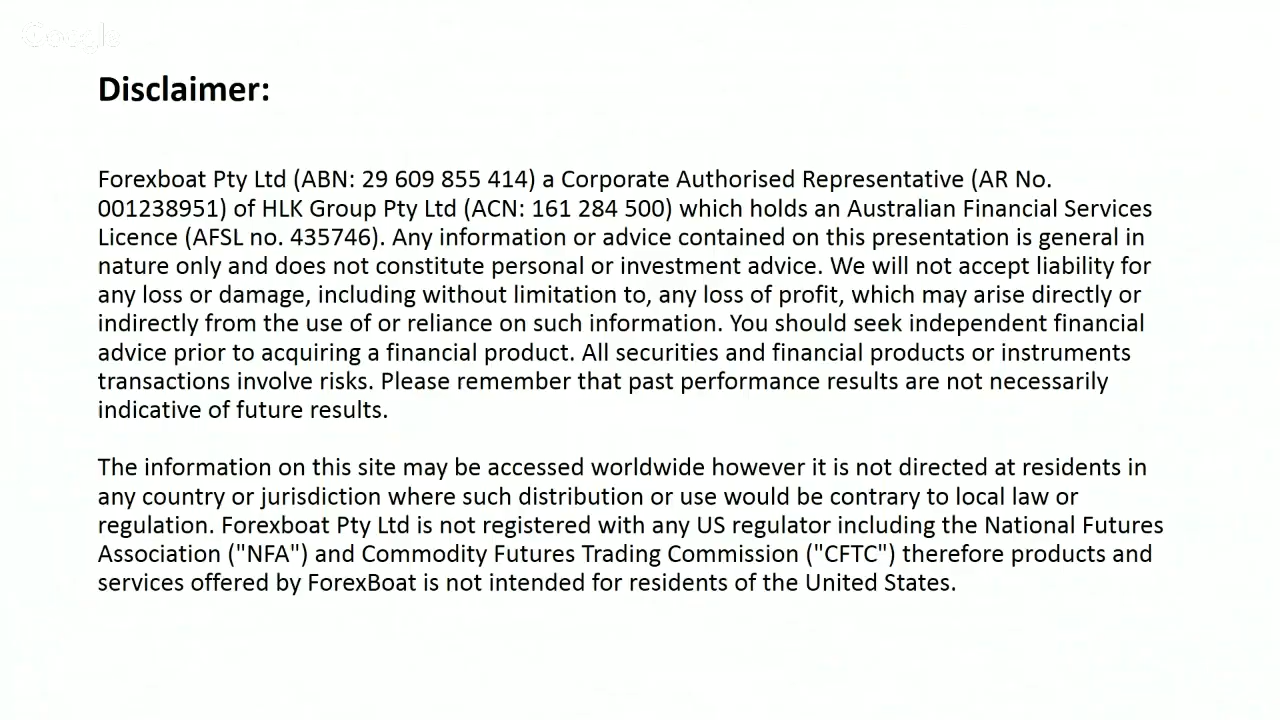 Google
Disclaimer:
Forexboat Pty Ltd (ABN: 29 609 855 414) a Corporate Authorised Representative (AR No.
001238951) of HLK Group Pty Ltd (ACN: 161 284 500) which holds an Australian Financial Services
Licence (AFSL no. 435746). Any information or advice contained on this presentation is general in
nature only and does not constitute personal or investment advice. We will not accept liability for
any loss or damage, including without limitation to, any loss of profit, which may arise directly or
indirectly from the use of or reliance on such information. You should seek independent financial
advice prior to acquiring a financial product. All securities and financial products or instruments
transactions involve risks. Please remember that past performance results are not necessarily
indicative of future results.
The information on this site may be accessed worldwide however it is not directed at residents in
any country or jurisdiction where such distribution or use would be contrary to local law or
regulation. Forexboat Pty Ltd is not registered with any US regulator including the National Futures
Association ("NFA") and Commodity Futures Trading Commission ("CFTC") therefore products and
services offered by ForexBoat is not intended for residents of the United States.